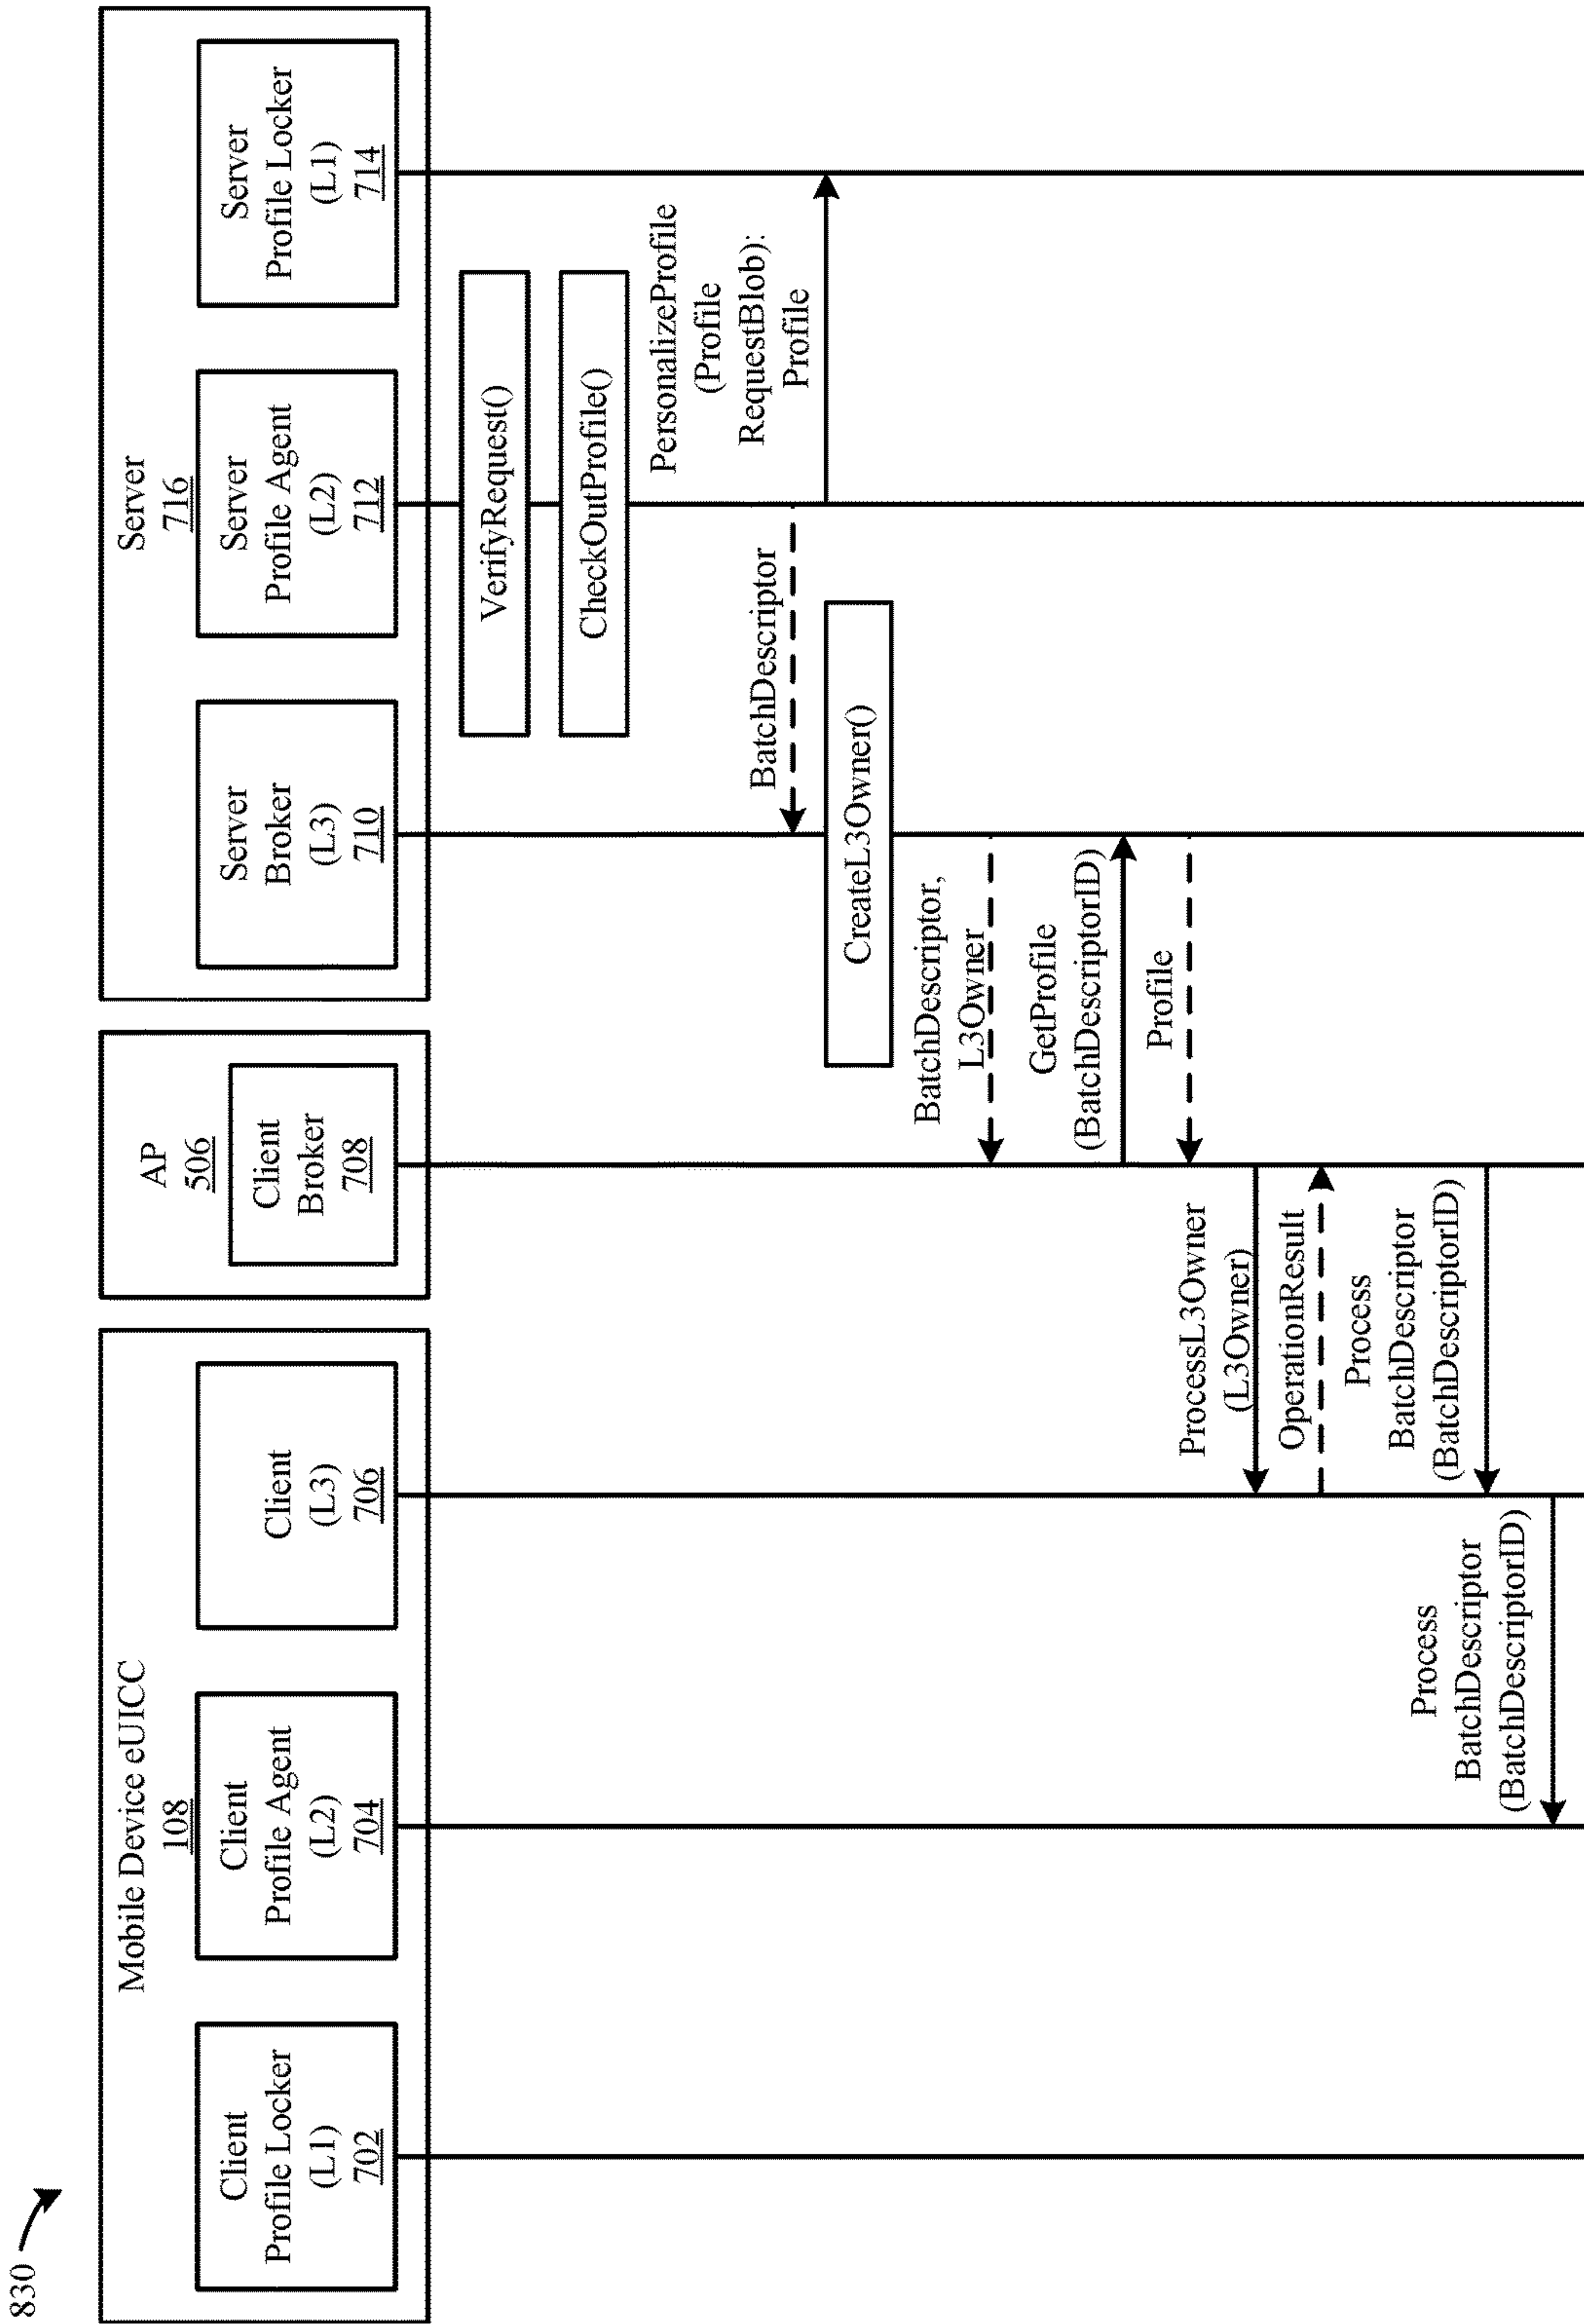 830
Mobile Device eUICC
108
Client
Profile Locker
(L1)
702
Client
Profile Agent
(L2)
704
Client
(L3)
706
AP
506
Client
Broker
708
Server
716
Server
Broker
(L3)
710
Server
Profile Agent
(L2)
712
Server
Profile Locker
(L1)
714
VerifyRequest()
CheckOutProfile()
PersonalizeProfile
(Profile
RequestBlob):
Profile
BatchDescriptor
CreateL3Owner()
BatchDescriptor,
L3Owner
GetProfile
(BatchDescriptorID)
Profile
ProcessL3Owner
(L3Owner)
OperationResult
Process
BatchDescriptor
(BatchDescriptorID)
Process
BatchDescriptor
(BatchDescriptorID)